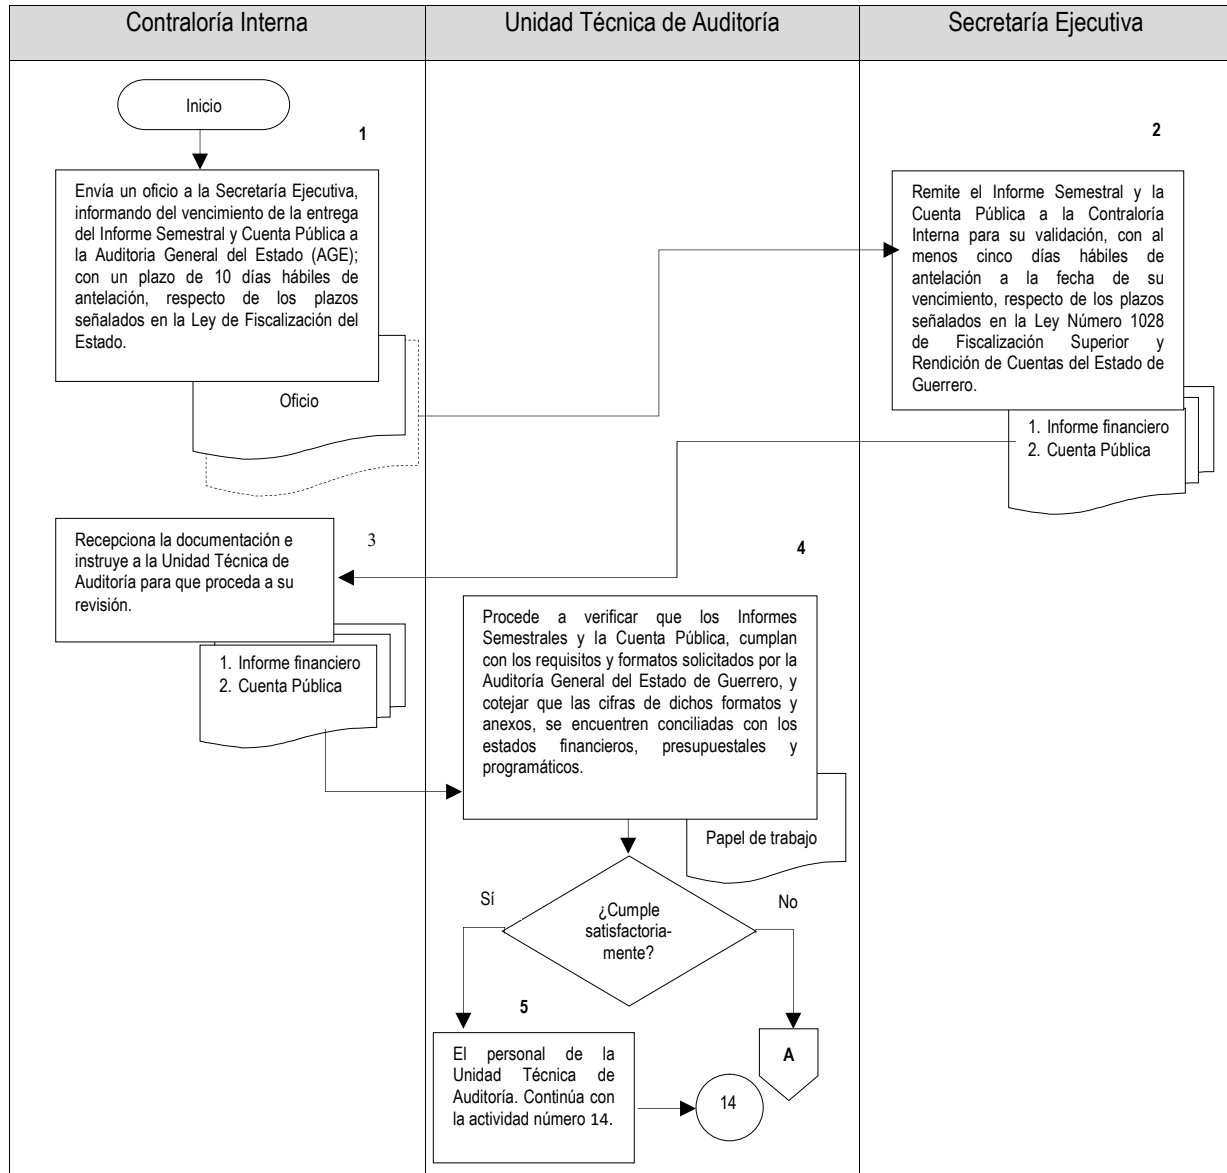 Contraloría Interna
Unidad Técnica de Auditoría
Secretaría Ejecutiva
Inicio
1
Envía un oficio a la Secretaría Ejecutiva,
informando del vencimiento de la entrega
del Informe Semestral y Cuenta Pública a
la Auditoria General del Estado (AGE);
con un plazo de 10 días hábiles de
antelación, respecto de los plazos
señalados en la Ley de Fiscalización del
Estado.
Oficio
2
Remite el Informe Semestral y la
Cuenta Pública a la Contraloría
Interna para su validación, con al
menos cinco días hábiles de
antelación a la fecha de su
vencimiento, respecto de los plazos
señalados en la Ley Número 1028
de Fiscalización Superior y
Rendición de Cuentas del Estado de
Guerrero.
1. Informe financiero
2. Cuenta Pública
3
Recepciona la documentación e
instruye a la Unidad Técnica de
Auditoría para que proceda a su
revisión.
1. Informe financiero
2. Cuenta Pública
4
Procede a verificar que los Informes
Semestrales y la Cuenta Pública, cumplan
con los requisitos y formatos solicitados por la
Auditoría General del Estado de Guerrero, y
cotejar que las cifras de dichos formatos y
anexos, se encuentren conciliadas con los
estados financieros, presupuestales y
programáticos.
Papel de trabajo
¿Cumple
satisfactoria-
mente?
Sí
No
5
El personal de la
Unidad Técnica de
Auditoría. Continúa con
la actividad número 14.
14
A